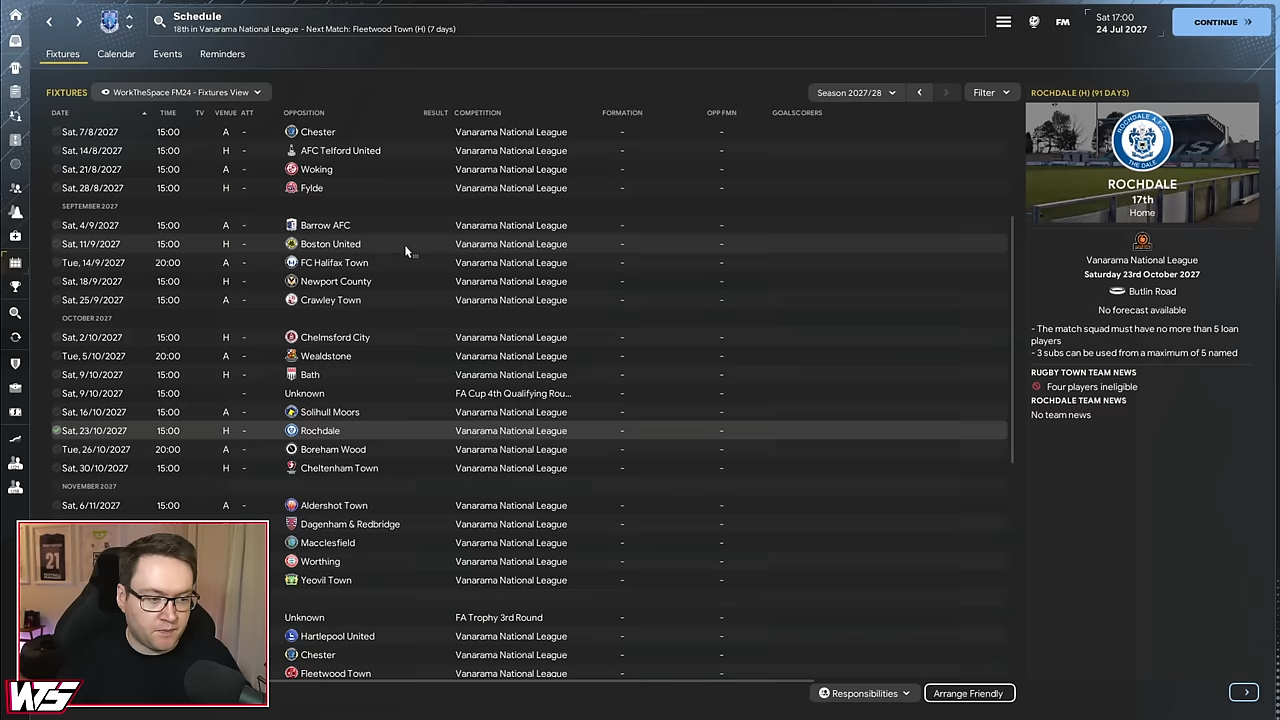 Schedule
18th in Vanarama National League - Next Match: Fleetwood Town (H) (7 days)
FM
Sat 17:00
24 Jul 2027
CONTINUE
Fixtures Calendar Events Reminders
FIXTURES WorkTheSpace FM24 - Fixtures View Season 2027/28 Filter
DATE TIME TV VENUE ATT OPPOSITION RESULT COMPETITION FORMATION OPP FMN GOALSCORERS
Sat, 7/8/2027 15:00 A - Chester Vanarama National League - -
Sat, 14/8/2027 15:00 H - AFC Telford United Vanarama National League - -
Sat, 21/8/2027 15:00 A - Woking Vanarama National League - -
Sat, 28/8/2027 15:00 H - Fylde Vanarama National League - -
SEPTEMBER 2027
Sat, 4/9/2027 15:00 A - Barrow AFC Vanarama National League - -
Sat, 11/9/2027 15:00 H - Boston United Vanarama National League - -
Tue, 14/9/2027 20:00 A - FC Halifax Town Vanarama National League - -
Sat, 18/9/2027 15:00 H - Newport County Vanarama National League - -
Sat, 25/9/2027 15:00 A - Crawley Town Vanarama National League - -
OCTOBER 2027
Sat, 2/10/2027 15:00 H - Chelmsford City Vanarama National League - -
Tue, 5/10/2027 20:00 A - Wealdstone Vanarama National League - -
Sat, 9/10/2027 15:00 H - Bath Vanarama National League - -
Sat, 9/10/2027 15:00 - Unknown FA Cup 4th Qualifying Rou... - -
Sat, 16/10/2027 15:00 A - Solihull Moors Vanarama National League - -
Sat, 23/10/2027 15:00 H - Rochdale Vanarama National League - -
Tue, 26/10/2027 20:00 A - Boreham Wood Vanarama National League - -
Sat, 30/10/2027 15:00 H - Cheltenham Town Vanarama National League - -
NOVEMBER 2027
Sat, 6/11/2027 15:00 A - Aldershot Town Vanarama National League - -
Dagenham & Redbridge Vanarama National League - -
Macclesfield Vanarama National League - -
Worthing Vanarama National League - -
Yeovil Town Vanarama National League - -
Unknown FA Trophy 3rd Round - -
Hartlepool United Vanarama National League - -
Chester Vanarama National League - -
Fleetwood Town Vanarama National League - -
Responsibilities Arrange Friendly
ROCHDALE (H) (91 DAYS)
ROCHDALE A.F.C
THE DALE
ROCHDALE
17th
Home
Vanarama National League
Saturday 23rd October 2027
Butlin Road
No forecast available
- The match squad must have no more than 5 loan
players
- 3 subs can be used from a maximum of 5 named
RUGBY TOWN TEAM NEWS
Four players ineligible
ROCHDALE TEAM NEWS
No team news
21
WTS